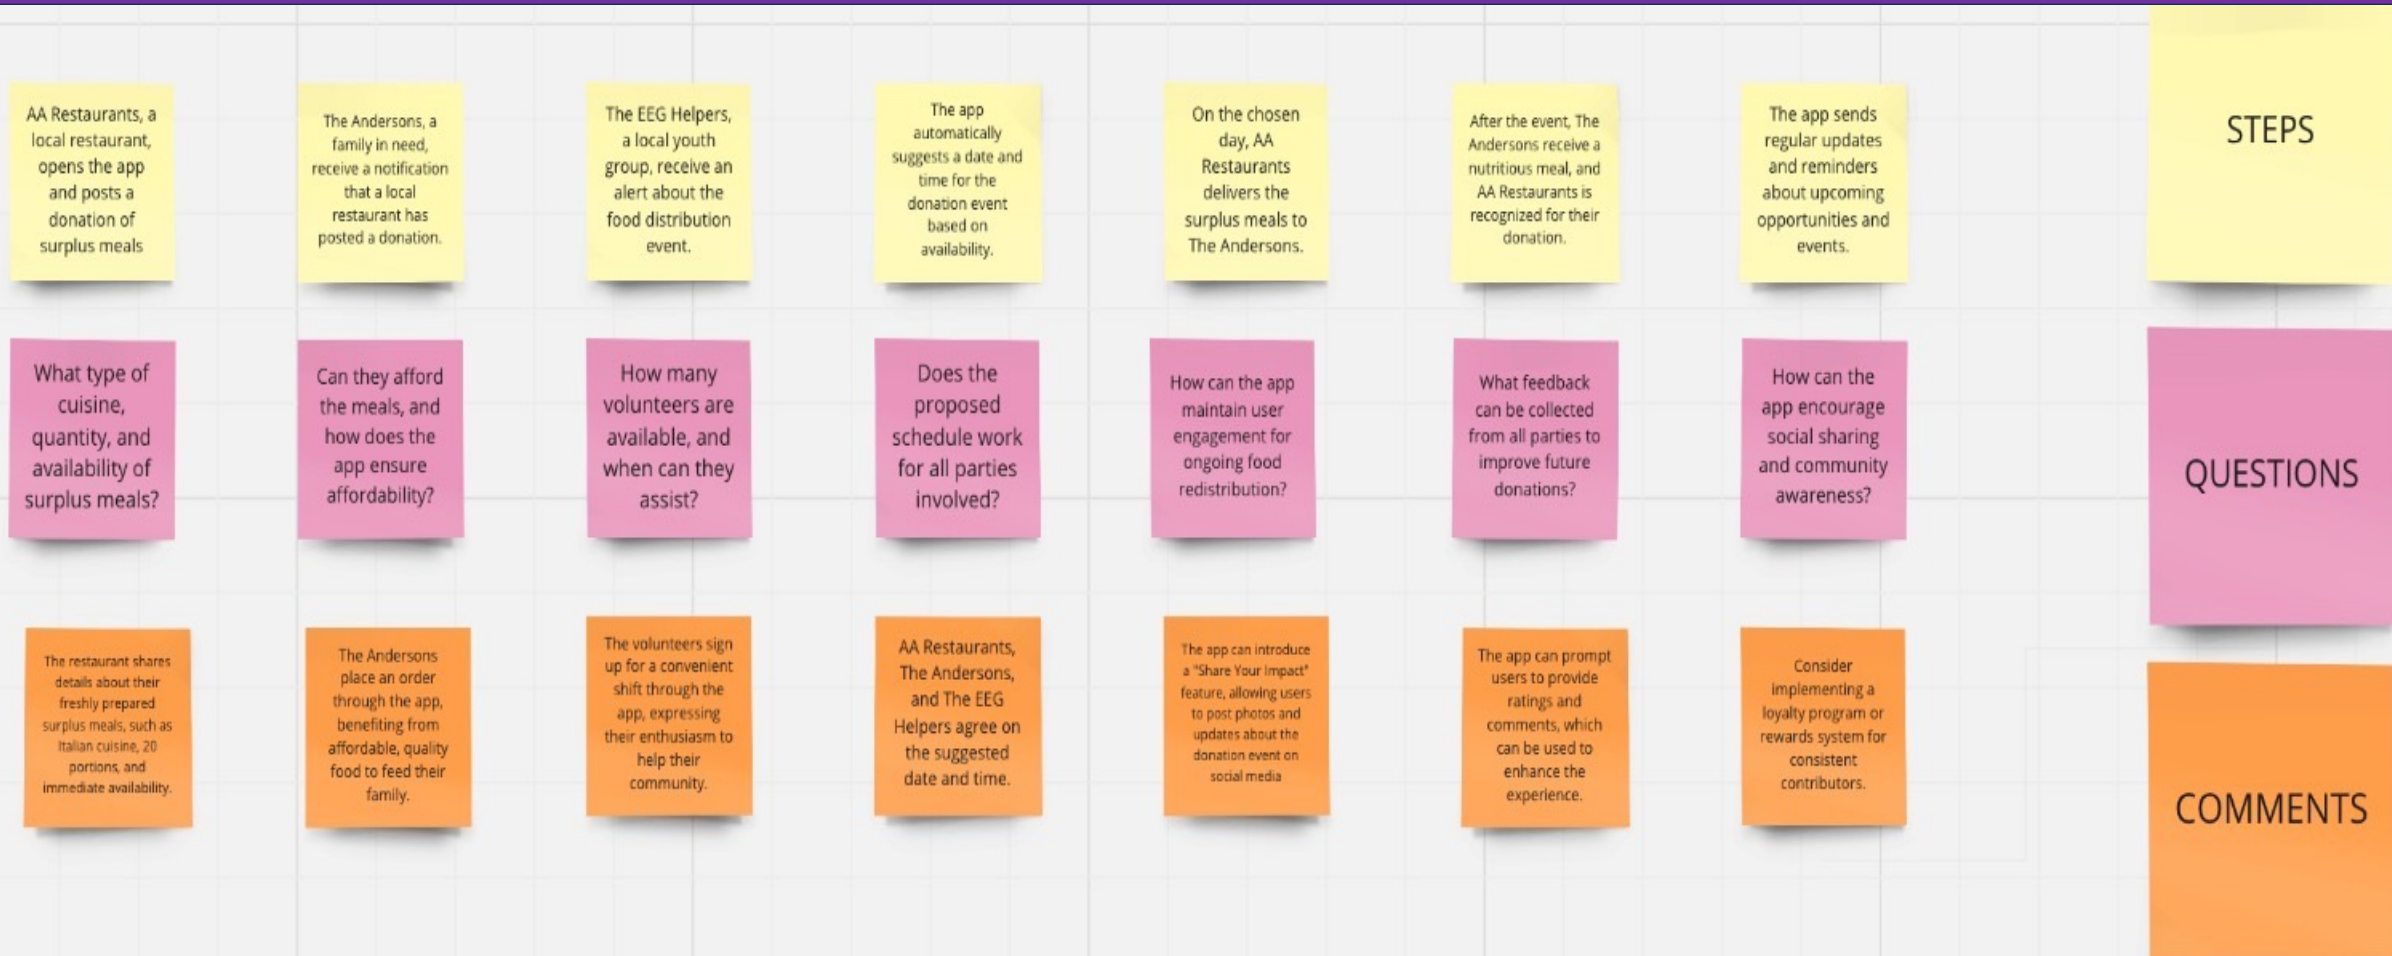 AA Restaurants, a
local restaurant,
opens the app
and posts a
donation of
surplus meals
The Andersons, a
family in need,
receive a notification
that a local
restaurant has
posted a donation.
The EEG Helpers,
a local youth
group, receive an
alert about the
food distribution
event.
The app
automatically
suggests a date and
time for the
donation event
based on
availability.
On the chosen
day, AA
Restaurants
delivers the
surplus meals to
The Andersons.
After the event, The
Andersons receive a
nutritious meal, and
AA Restaurants is
recognized for their
donation.
The app sends
regular updates
and reminders
about upcoming
opportunities and
events.
STEPS
What type of
cuisine,
quantity, and
availability of
surplus meals?
Can they afford
the meals, and
how does the
app ensure
affordability?
How many
volunteers are
available, and
when can they
assist?
Does the
proposed
schedule work
for all parties
involved?
How can the app
maintain user
engagement for
ongoing food
redistribution?
What feedback
can be collected
from all parties to
improve future
donations?
How can the
app encourage
social sharing
and community
awareness?
QUESTIONS
The restaurant shares
details about their
freshly prepared
surplus meals, such as
Italian cuisine, 20
portions, and
immediate availability.
The Andersons
place an order
through the app,
benefiting from
affordable, quality
food to feed their
family.
The volunteers sign
up for a convenient
shift through the
app, expressing
their enthusiasm to
help their
community.
AA Restaurants,
The Andersons,
and The EEG
Helpers agree on
the suggested
date and time.
The app can introduce
a "Share Your Impact"
feature, allowing users
to post photos and
updates about the
donation event on
social media
The app can prompt
users to provide
ratings and
comments, which
can be used to
enhance the
experience.
Consider
implementing a
loyalty program or
rewards system for
consistent
contributors.
COMMENTS